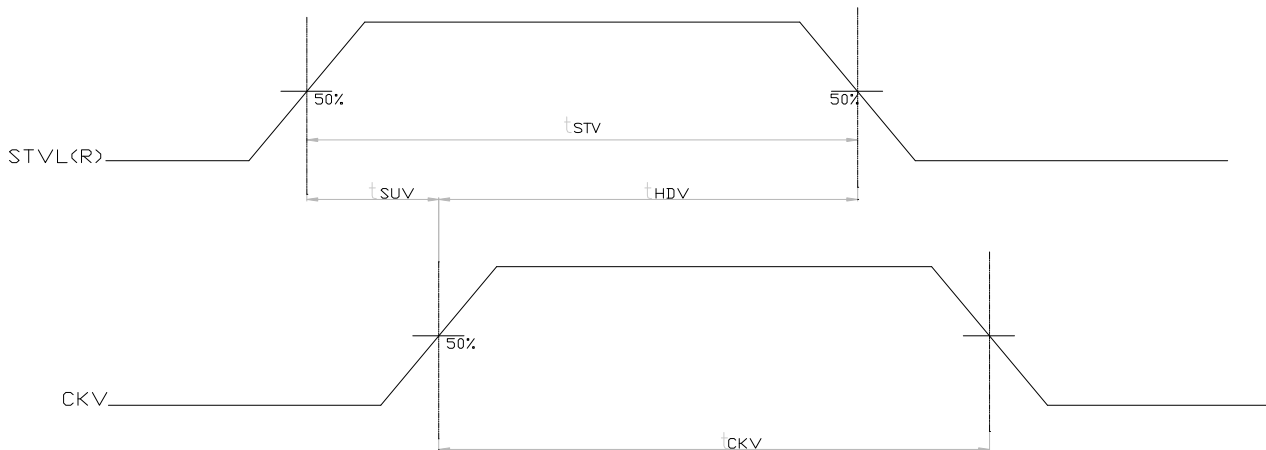 50%
50%
tSTV
STVL(R)
tSUV
tHDV
50%
CKV
tCKV